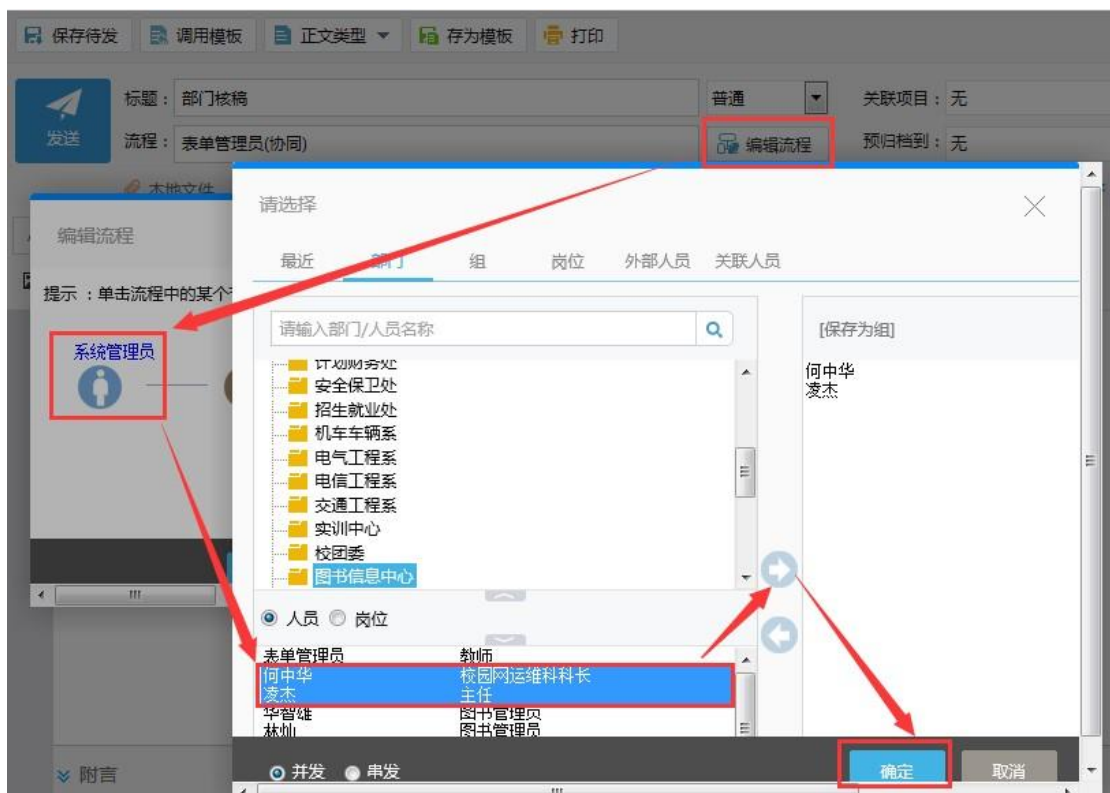 保存待发 调用模板 正文类型 存为模板 打印
标题： 部门核稿 普通 关联项目： 无
发送
流程： 表单管理员(协同) 编辑流程 预归档到： 无
本地文件
请选择
编辑流程
最近 部门 组 岗位 外部人员 关联人员
提示 ：单击流程中的某个
请输入部门/人员名称
[保存为组]
系统管理员
计划财务处
安全保卫处
招生就业处
机车车辆系
电气工程系
电信工程系
交通工程系
实训中心
校团委
图书信息中心
何中华
凌杰
人员 岗位
表单管理员 教师
何中华 校园网运维科科长
凌杰 主任
华智雄 图书管理员
林灿 图书管理员
附言
并发 串发 确定 取消